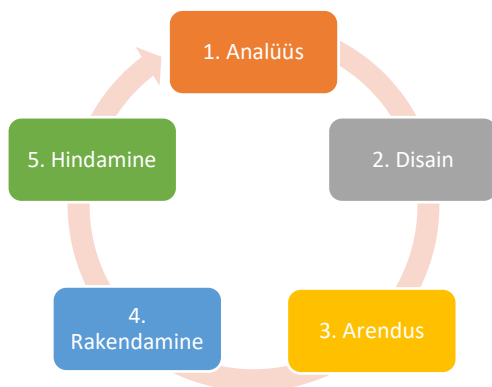 1. Analüüs
2. Disain
3. Arendus
4.
Rakendamine
5. Hindamine